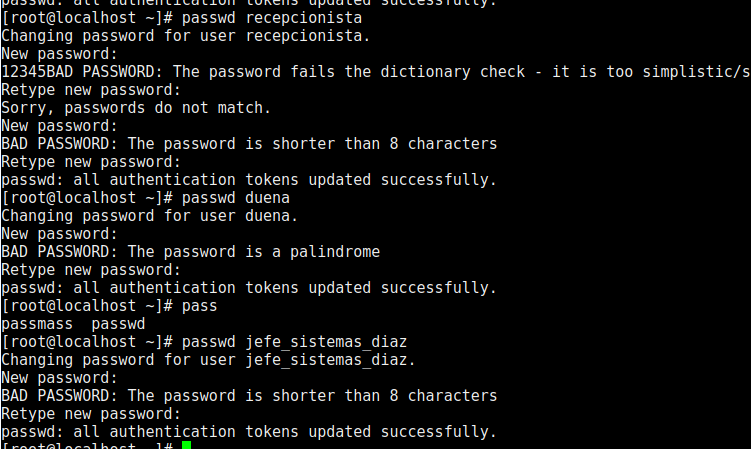 passwd: all authentication tokens updated successfully.
[root@localhost ~]# passwd recepcionista
Changing password for user recepcionista.
New password:
12345BAD PASSWORD: The password fails the dictionary check - it is too simplistic/s
Retype new password:
Sorry, passwords do not match.
New password:
BAD PASSWORD: The password is shorter than 8 characters
Retype new password:
passwd: all authentication tokens updated successfully.
[root@localhost ~]# passwd duena
Changing password for user duena.
New password:
BAD PASSWORD: The password is a palindrome
Retype new password:
passwd: all authentication tokens updated successfully.
[root@localhost ~]# pass
passmass  passwd
[root@localhost ~]# passwd jefe_sistemas_diaz
Changing password for user jefe_sistemas_diaz.
New password:
BAD PASSWORD: The password is shorter than 8 characters
Retype new password:
passwd: all authentication tokens updated successfully.
[root@localhost ~]#